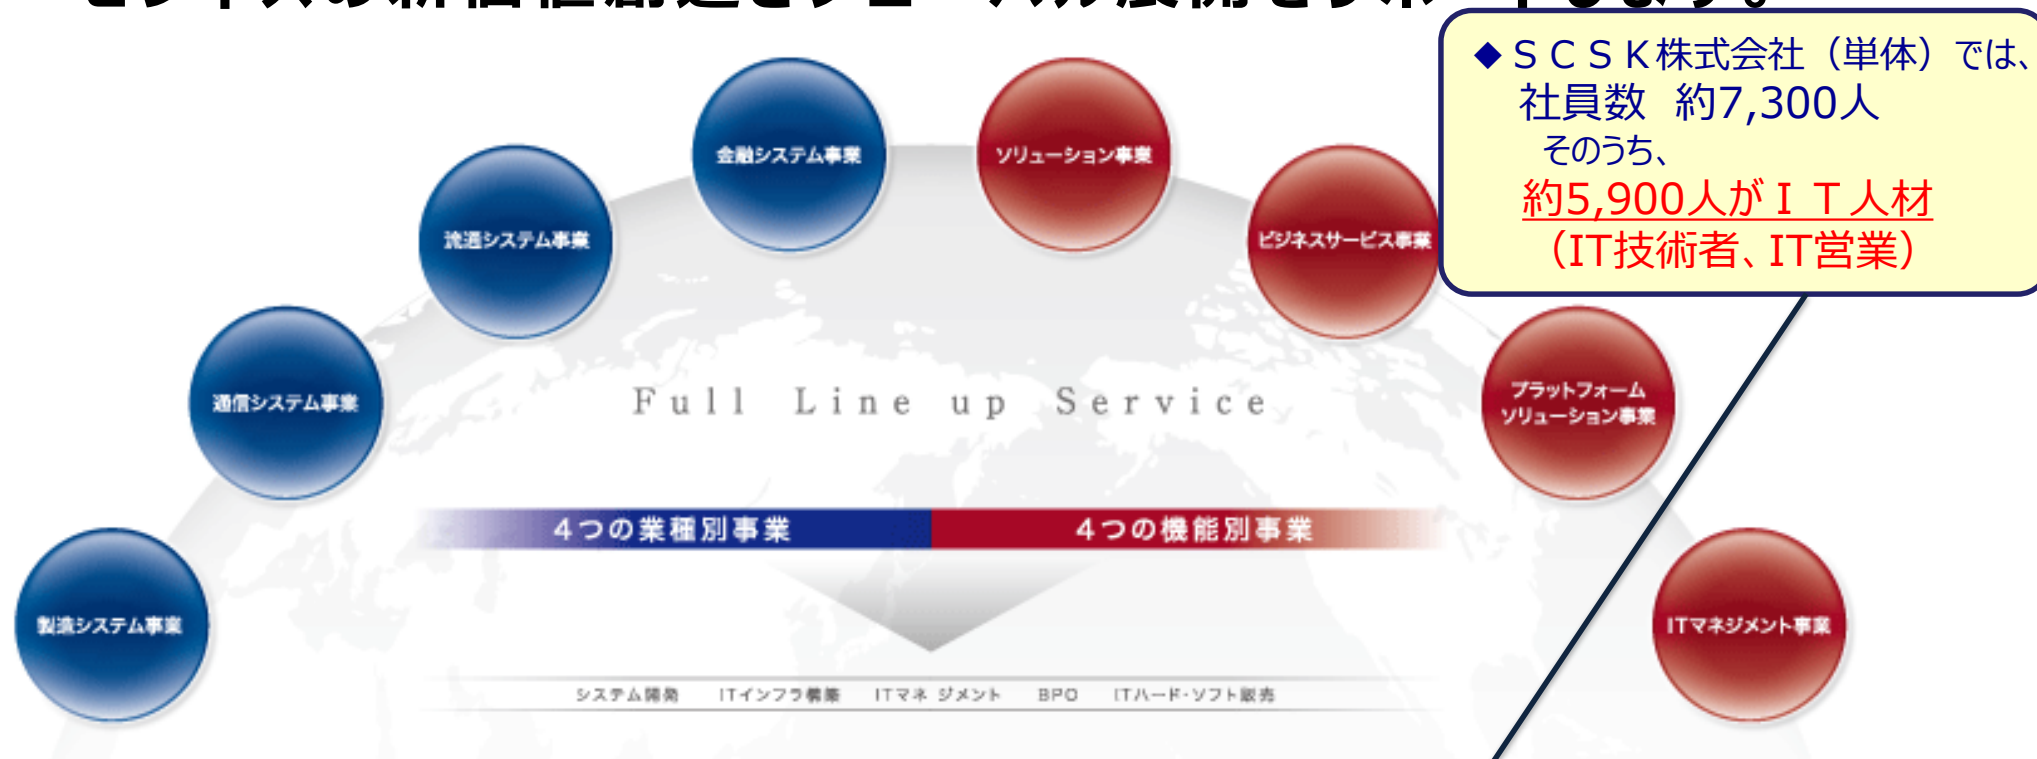 ◆ＳＣＳＫ株式会社（単体）では、
社員数 約7,300人
そのうち、
約5,900人がＩＴ人材
（IT技術者、IT営業）
金融システム事業
ソリューション事業
流通システム事業
ビジネスサービス事業
通信システム事業
Full Line up Service
プラットフォーム
ソリューション事業
4つの業種別事業
4つの機能別事業
製造システム事業
ITマネジメント事業
システム開発 ITインフラ構築 ITマネ ジメント BPO ITハード・ソフト販売